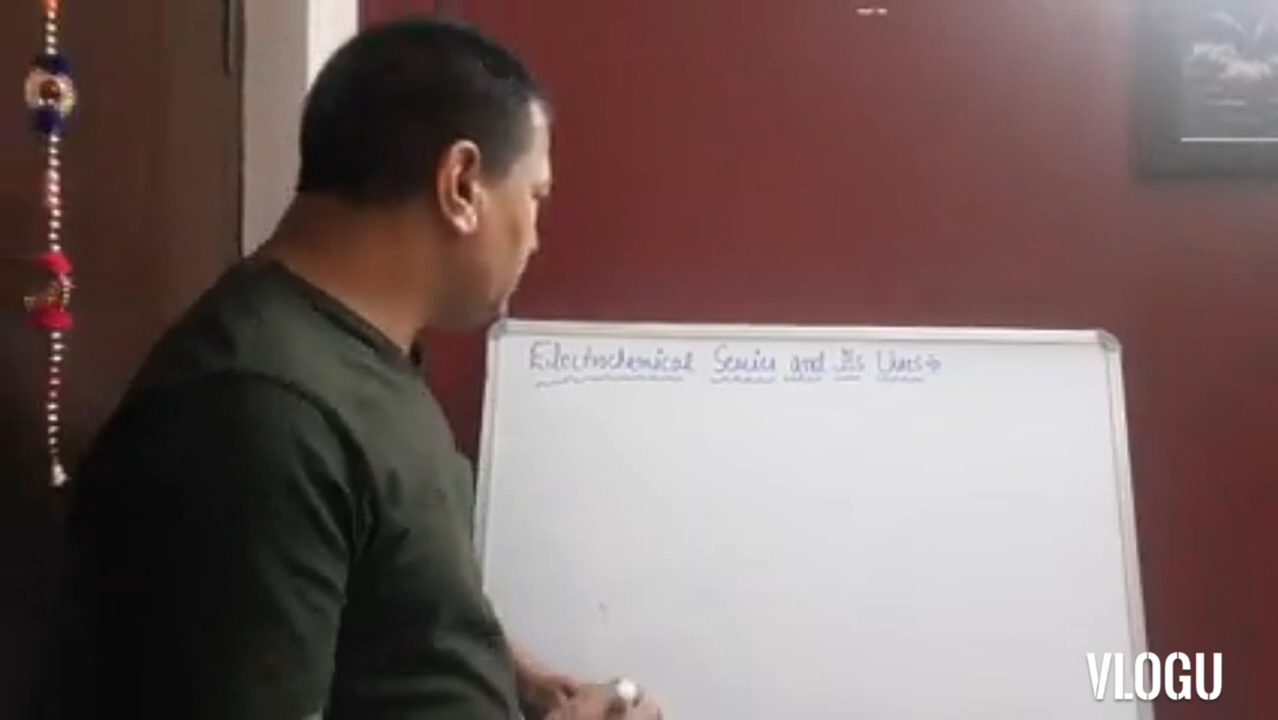 Electrochemical Series and Its Uses →
VLOGU